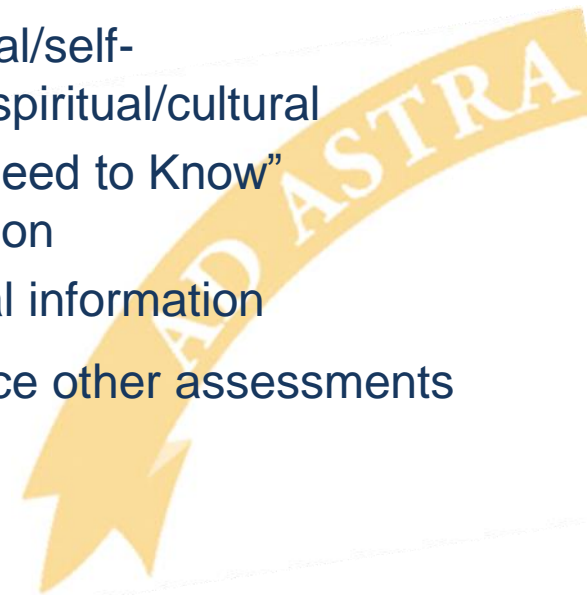 al/self-
spiritual/cultural
eed to Know”
on
al information
ce other assessments
AD ASTRA